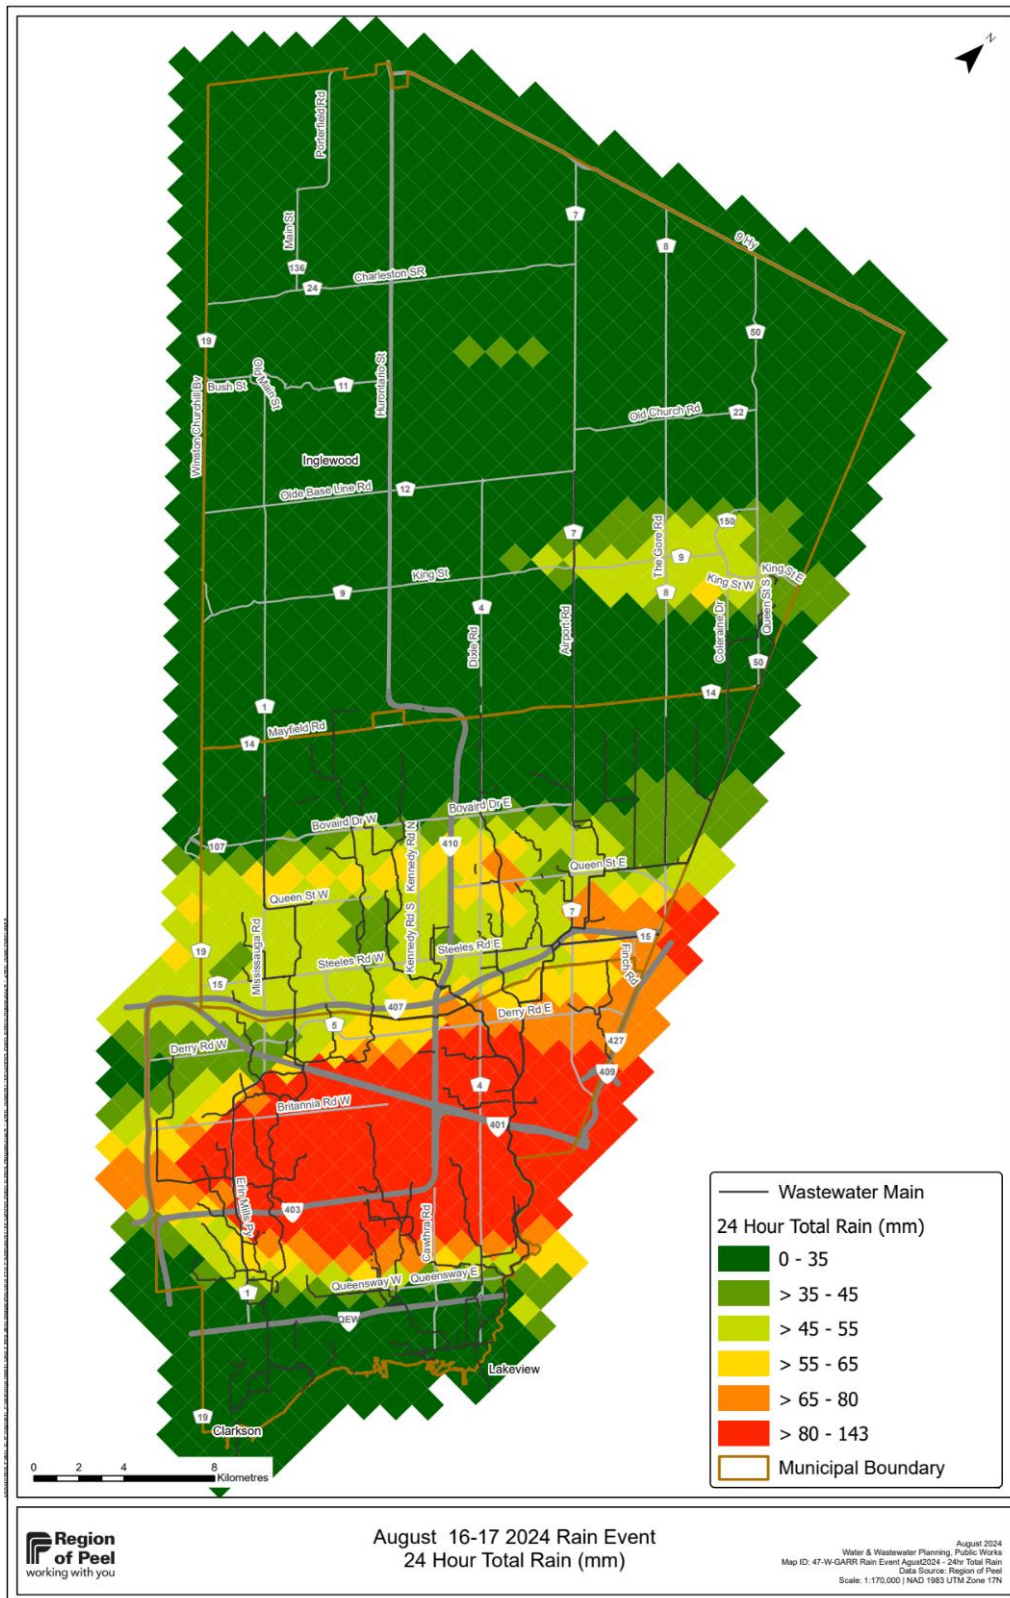 N
Porterfield Rd
Main St
136
24
Charleston SR
7
8
9 Hy
50
19
Winston Churchill Bv
Bush St
Old
Main St
11
Hurontario St
Old Church Rd
22
Inglewood
Olde Base Line Rd
12
7
The Gore Rd
150
9
King St E
King St W
King St
9
4
8
Queen St S
Coleraine Dr
Airport Rd
Dixie Rd
50
14
1
Mayfield Rd
14
Bovaird Dr E
Bovaird Dr W
107
410
Kennedy Rd N
Queen St E
Queen St W
7
Kennedy Rd S
15
Steeles Rd E
Finch Rd
19
Mississauga Rd
Steeles Rd W
15
407
Derry Rd E
5
427
Derry Rd W
409
4
Britannia Rd W
401
Erin Mills Py
403
Cawthra Rd
Queensway W
Queensway E
1
QEW
Lakeview
19
Clarkson
0 2 4 8
Kilometres
Wastewater Main
24 Hour Total Rain (mm)
0 - 35
> 35 - 45
> 45 - 55
> 55 - 65
> 65 - 80
> 80 - 143
Municipal Boundary
Region
of Peel
working with you
August 16-17 2024 Rain Event
24 Hour Total Rain (mm)
August 2024
Water & Wastewater Planning, Public Works
Map ID: 47-W-GARR Rain Event Agust2024 - 24hr Total Rain
Data Source: Region of Peel
Scale: 1:170,000 | NAD 1983 UTM Zone 17N